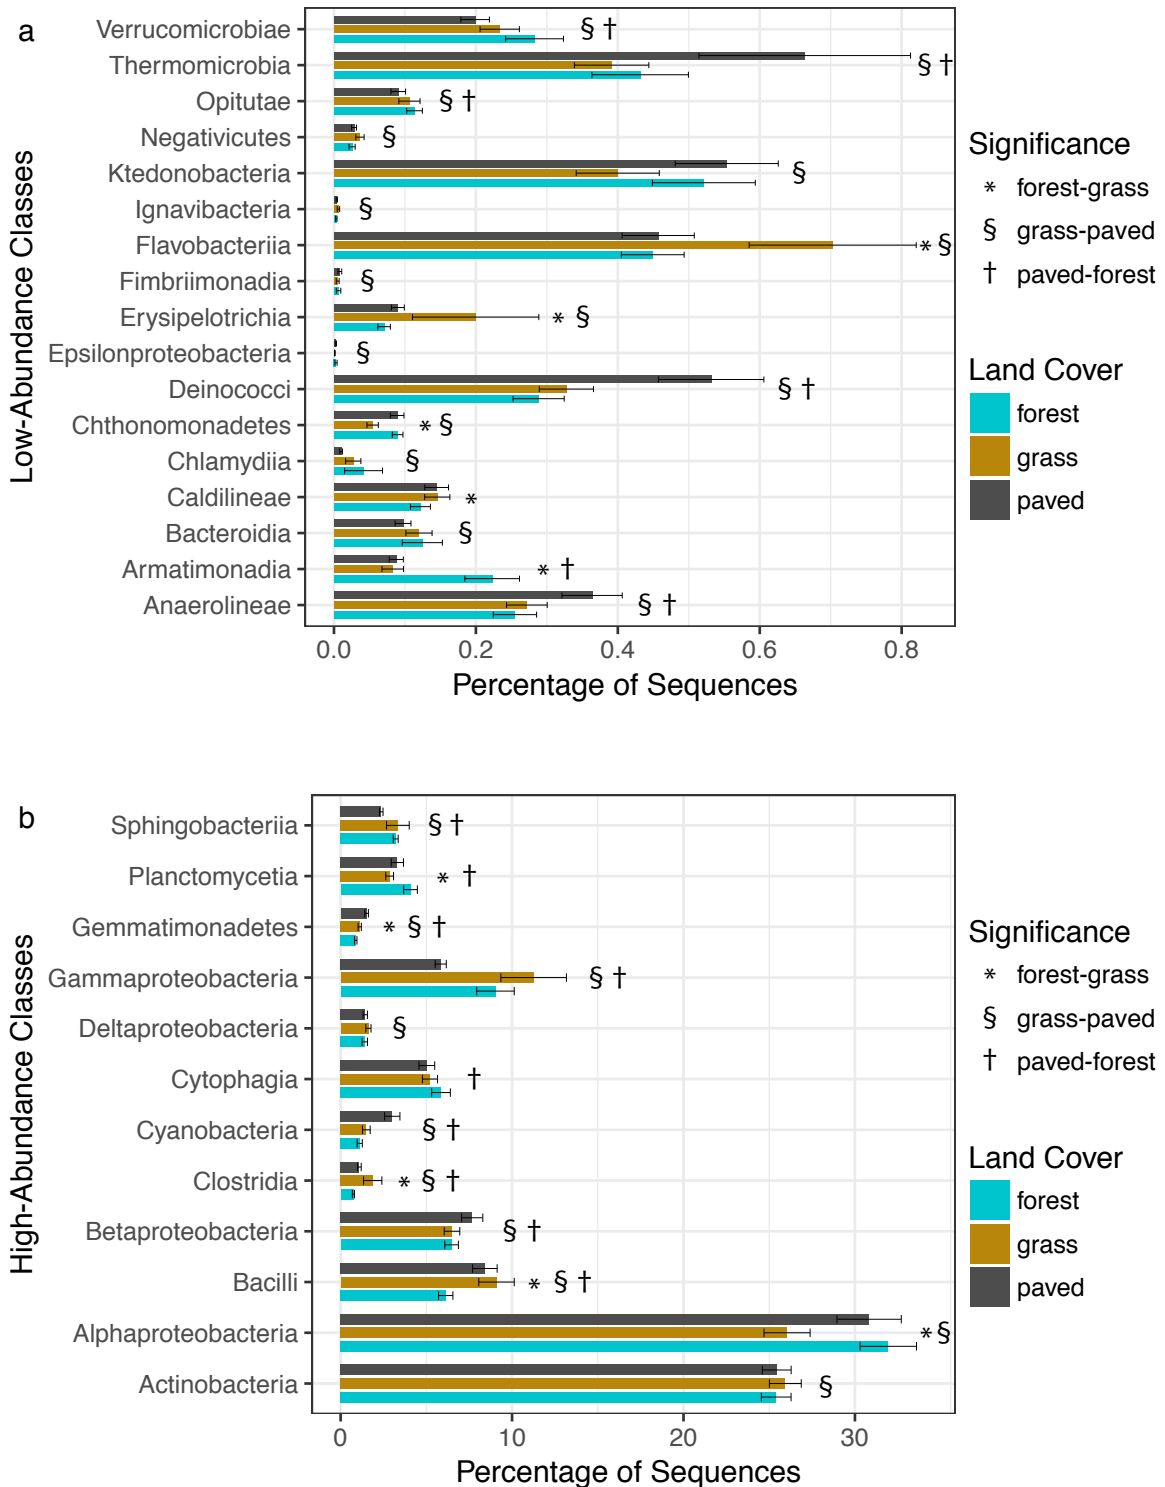 a
Low-Abundance Classes
Verrucomicrobiae § †
Thermomicrobia § †
Opitutae § †
Negativicutes §
Ktedonobacteria §
Ignavibacteria §
Flavobacteriia * §
Fimbriimonadia §
Erysipelotrichia * §
Epsilonproteobacteria §
Deinococci § †
Chthonomonadetes * §
Chlamydiia §
Caldilineae *
Bacteroidia §
Armatimonadia * †
Anaerolineae § †
0.0 0.2 0.4 0.6 0.8
Percentage of Sequences
Significance
* forest-grass
§ grass-paved
† paved-forest
Land Cover
forest
grass
paved
b
High-Abundance Classes
Sphingobacteriia § †
Planctomycetia * †
Gemmatimonadetes * § †
Gammaproteobacteria § †
Deltaproteobacteria §
Cytophagia †
Cyanobacteria § †
Clostridia * § †
Betaproteobacteria § †
Bacilli * § †
Alphaproteobacteria * §
Actinobacteria §
0 10 20 30
Percentage of Sequences
Significance
* forest-grass
§ grass-paved
† paved-forest
Land Cover
forest
grass
paved